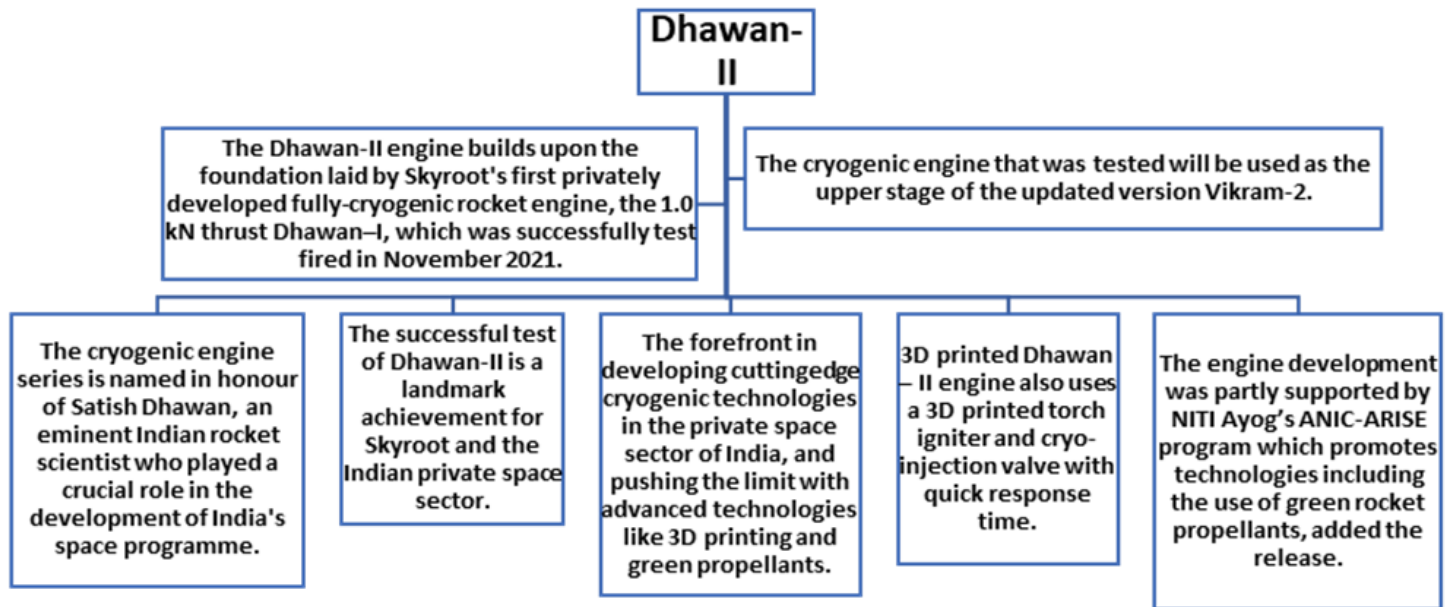 Dhawan-
II
The Dhawan-II engine builds upon the
foundation laid by Skyroot's first privately
developed fully-cryogenic rocket engine, the 1.0
kN thrust Dhawan–I, which was successfully test
fired in November 2021.
The cryogenic engine that was tested will be used as the
upper stage of the updated version Vikram-2.
The cryogenic engine
series is named in honour
of Satish Dhawan, an
eminent Indian rocket
scientist who played a
crucial role in the
development of India's
space programme.
The successful test
of Dhawan-II is a
landmark
achievement for
Skyroot and the
Indian private space
sector.
The forefront in
developing cuttingedge
cryogenic technologies
in the private space
sector of India, and
pushing the limit with
advanced technologies
like 3D printing and
green propellants.
3D printed Dhawan
– II engine also uses
a 3D printed torch
igniter and cryo-
injection valve with
quick response
time.
The engine development
was partly supported by
NITI Ayog’s ANIC-ARISE
program which promotes
technologies including
the use of green rocket
propellants, added the
release.